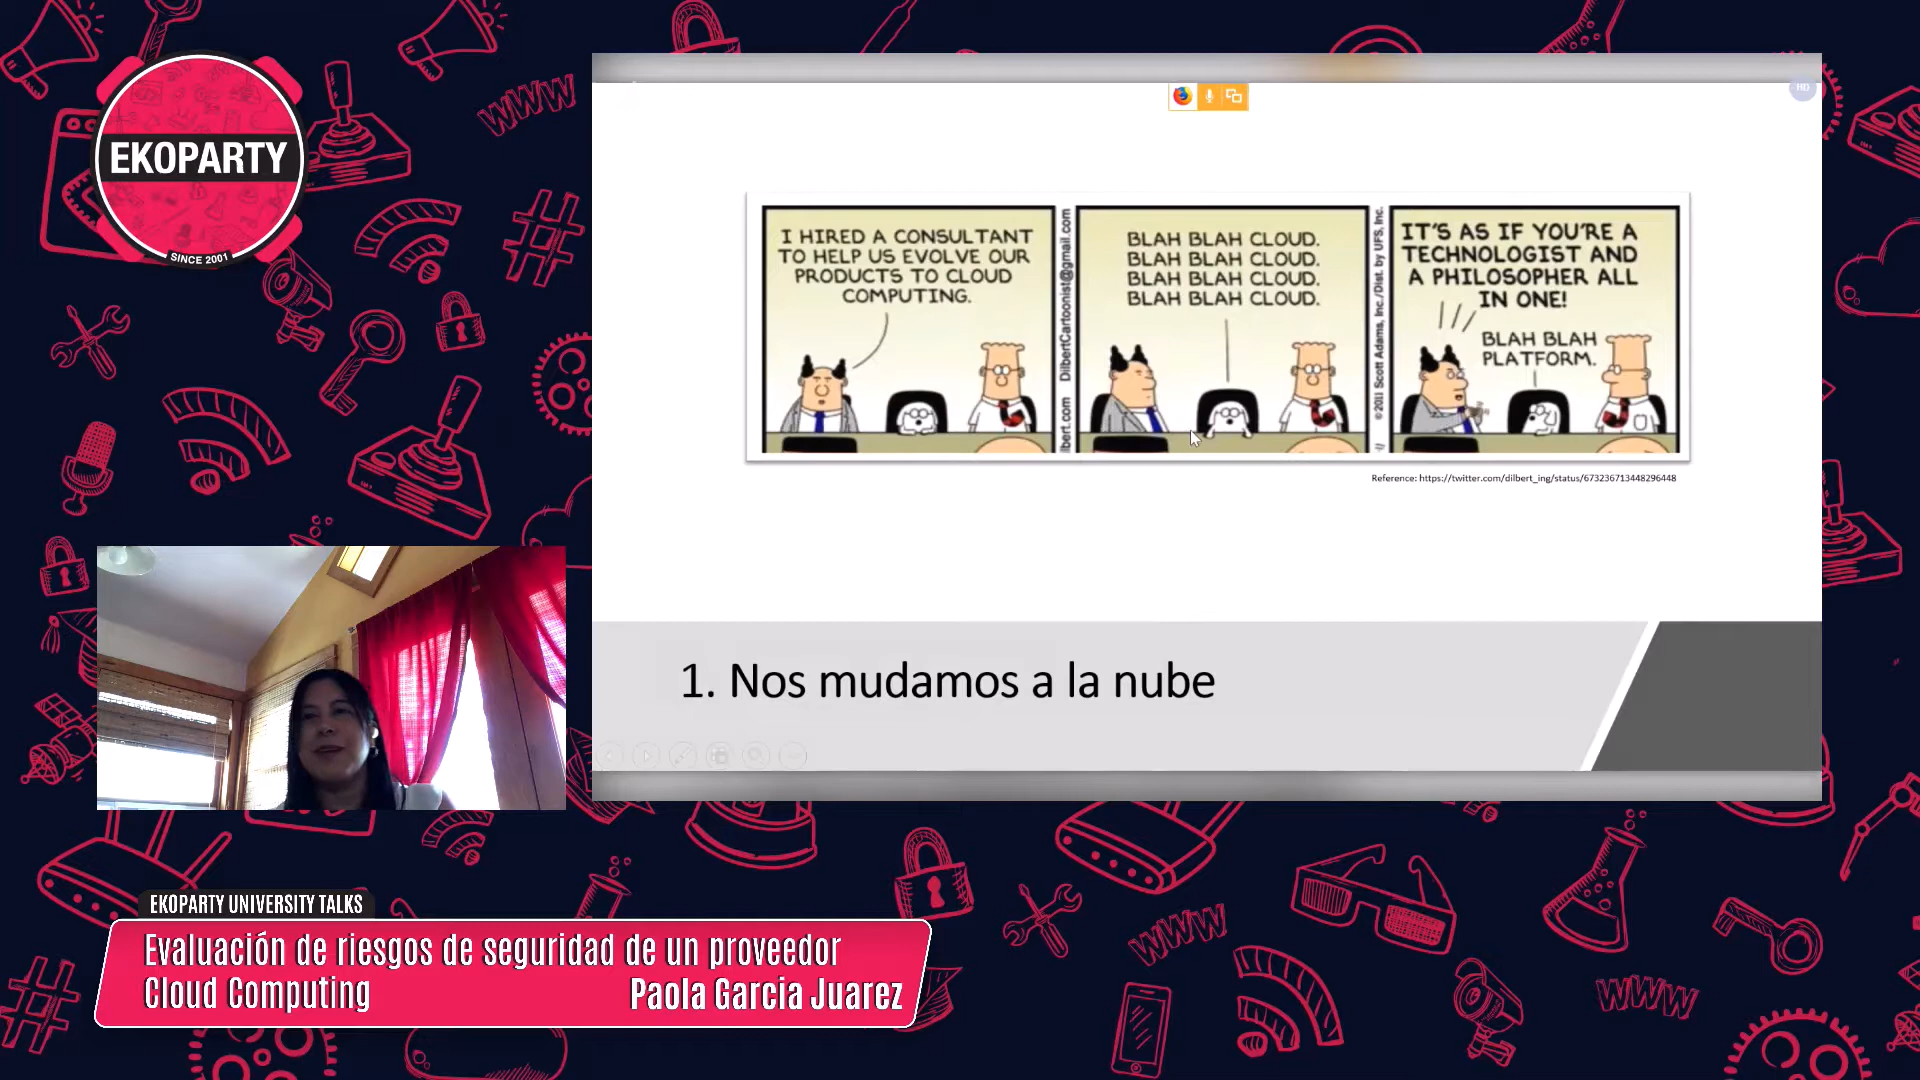 EKOPARTY
SINCE 2001
HD
I HIRED A CONSULTANT
TO HELP US EVOLVE OUR
PRODUCTS TO CLOUD
COMPUTING.
DilbertCartoonist@gmail.com
BLAH BLAH CLOUD.
BLAH BLAH CLOUD.
BLAH BLAH CLOUD.
BLAH BLAH CLOUD.
©2011 Scott Adams, Inc./Dist. by UFS, Inc.
IT'S AS IF YOU'RE A
TECHNOLOGIST AND
A PHILOSOPHER ALL
IN ONE!
BLAH BLAH
PLATFORM.
Reference: https://twitter.com/dilbert_ing/status/673236713448296448
1. Nos mudamos a la nube
EKOPARTY UNIVERSITY TALKS
Evaluación de riesgos de seguridad de un proveedor
Cloud Computing
Paola Garcia Juarez
WWW
WWW
WWW